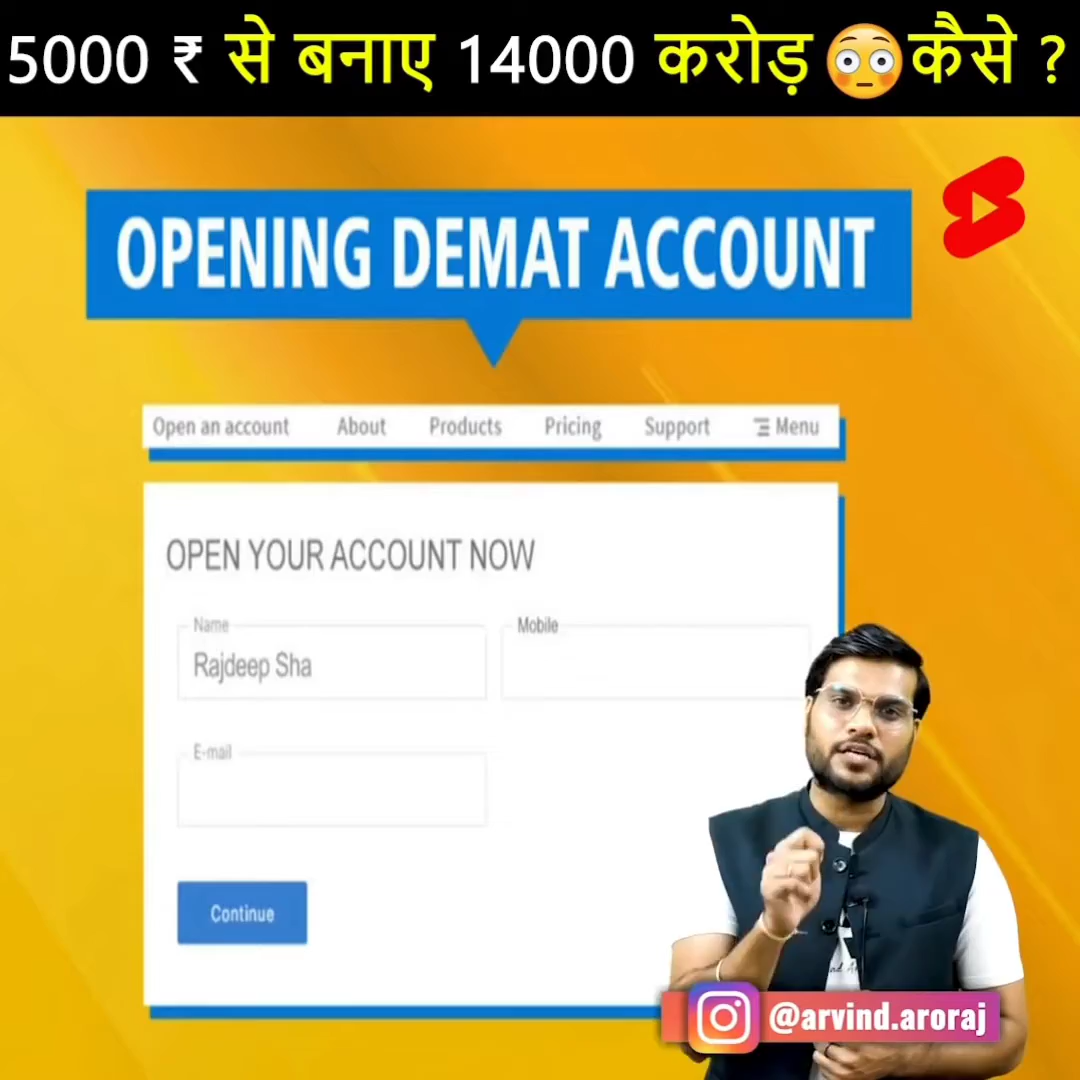 5000 ₹ से बनाए 14000 करोड़ 😳 कैसे ?
OPENING DEMAT ACCOUNT
Open an account About Products Pricing Support Menu
OPEN YOUR ACCOUNT NOW
Name Mobile
Rajdeep Sha
E-mail
Continue
@arvind.aroraj